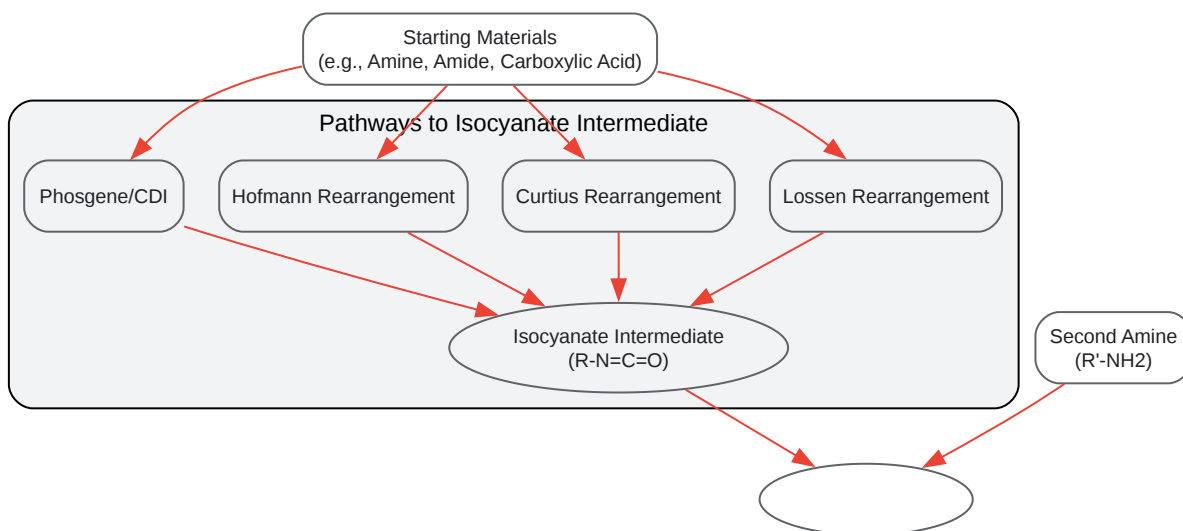 Starting Materials
(e.g., Amine, Amide, Carboxylic Acid)
Pathways to Isocyanate Intermediate
Phosgene/CDI
Hofmann Rearrangement
Curtius Rearrangement
Lossen Rearrangement
Isocyanate Intermediate
(R-N=C=O)
Second Amine
(R'-NH2)